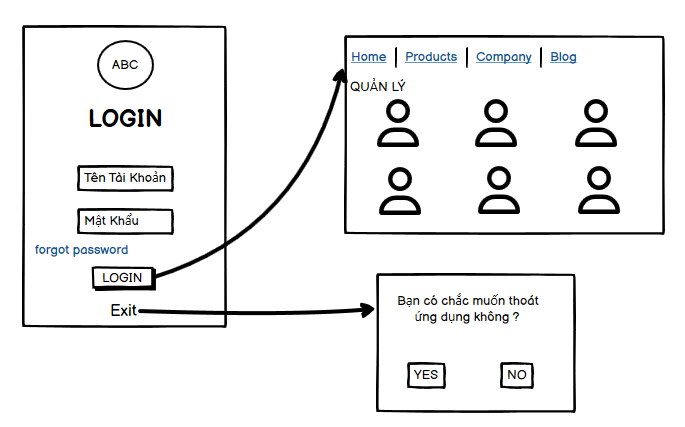 ABC
LOGIN
Tên Tài Khoản
Mật Khẩu
forgot password
LOGIN
Exit
Home Products Company Blog
QUẢN LÝ
Bạn có chắc muốn thoát
ứng dụng không ?
YES NO